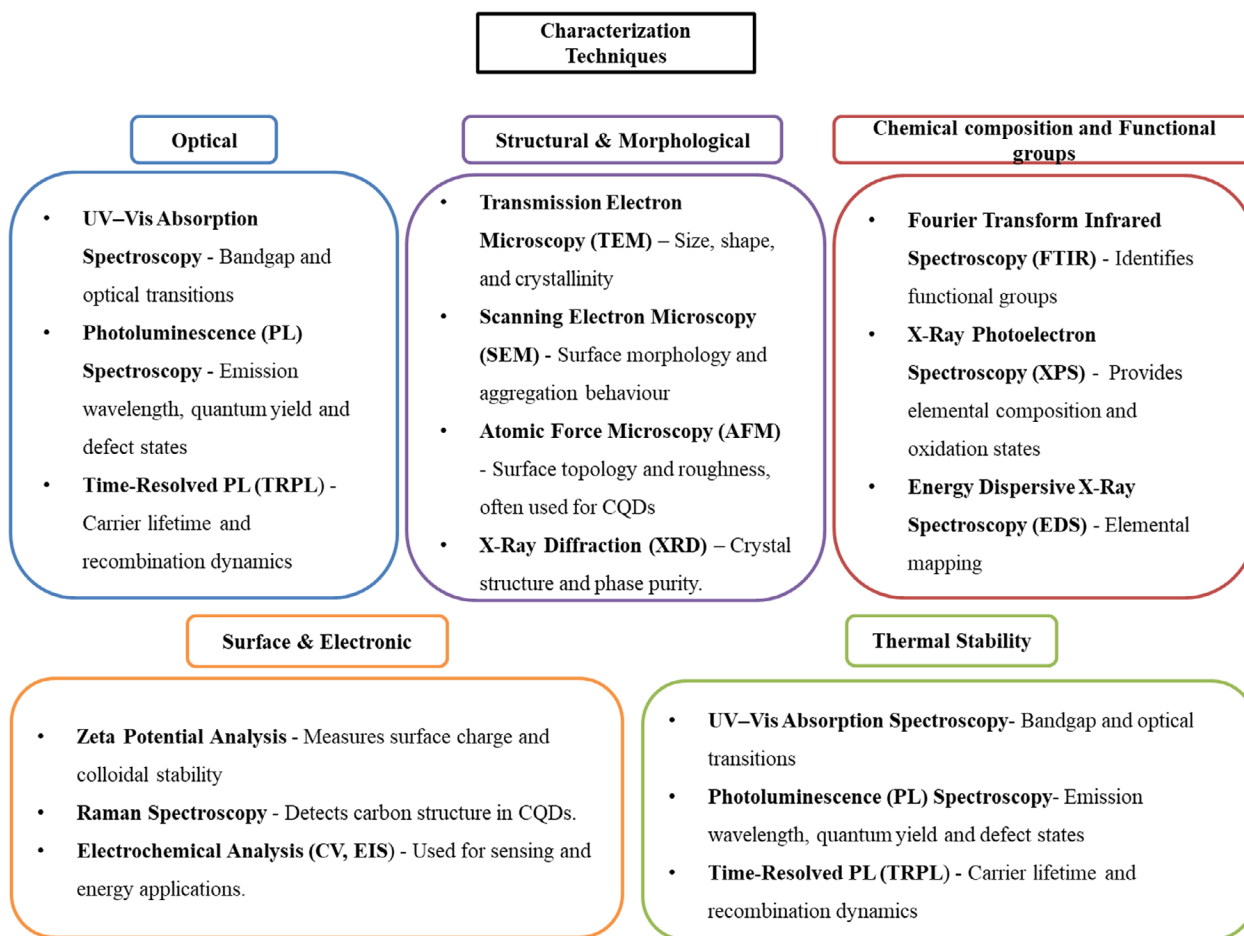 Characterization
Techniques
Optical
• UV–Vis Absorption
Spectroscopy - Bandgap and
optical transitions
• Photoluminescence (PL)
Spectroscopy - Emission
wavelength, quantum yield and
defect states
• Time-Resolved PL (TRPL) -
Carrier lifetime and
recombination dynamics
Structural & Morphological
• Transmission Electron
Microscopy (TEM) – Size, shape,
and crystallinity
• Scanning Electron Microscopy
(SEM) - Surface morphology and
aggregation behaviour
• Atomic Force Microscopy (AFM)
- Surface topology and roughness,
often used for CQDs
• X-Ray Diffraction (XRD) – Crystal
structure and phase purity.
Chemical composition and Functional
groups
• Fourier Transform Infrared
Spectroscopy (FTIR) - Identifies
functional groups
• X-Ray Photoelectron
Spectroscopy (XPS) - Provides
elemental composition and
oxidation states
• Energy Dispersive X-Ray
Spectroscopy (EDS) - Elemental
mapping
Surface & Electronic
• Zeta Potential Analysis - Measures surface charge and
colloidal stability
• Raman Spectroscopy - Detects carbon structure in CQDs.
• Electrochemical Analysis (CV, EIS) - Used for sensing and
energy applications.
Thermal Stability
• UV–Vis Absorption Spectroscopy- Bandgap and optical
transitions
• Photoluminescence (PL) Spectroscopy- Emission
wavelength, quantum yield and defect states
• Time-Resolved PL (TRPL) - Carrier lifetime and
recombination dynamics